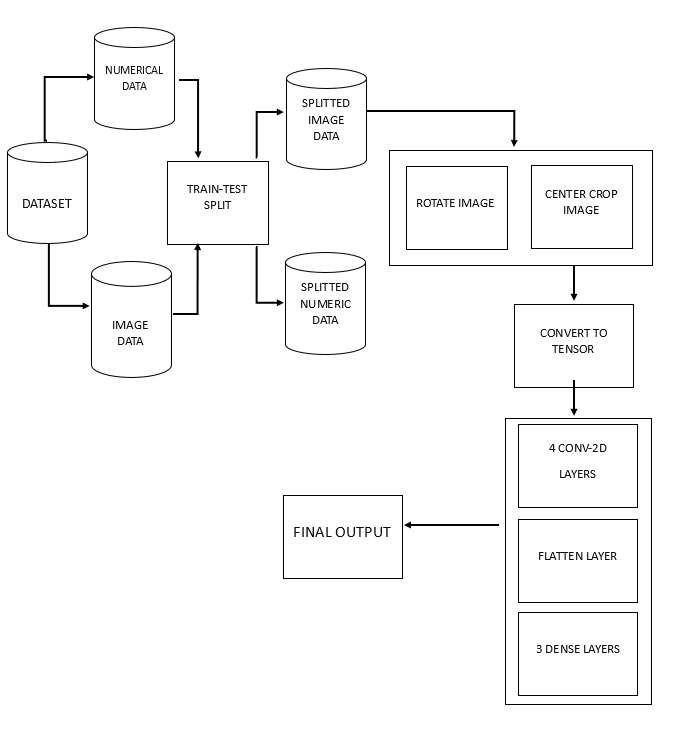 NUMERICAL
DATA
DATASET
IMAGE
DATA
TRAIN-TEST
SPLIT
SPLITTED
IMAGE
DATA
SPLITTED
NUMERIC
DATA
ROTATE IMAGE
CENTER CROP
IMAGE
CONVERT TO
TENSOR
4 CONV-2D
LAYERS
FLATTEN LAYER
3 DENSE LAYERS
FINAL OUTPUT